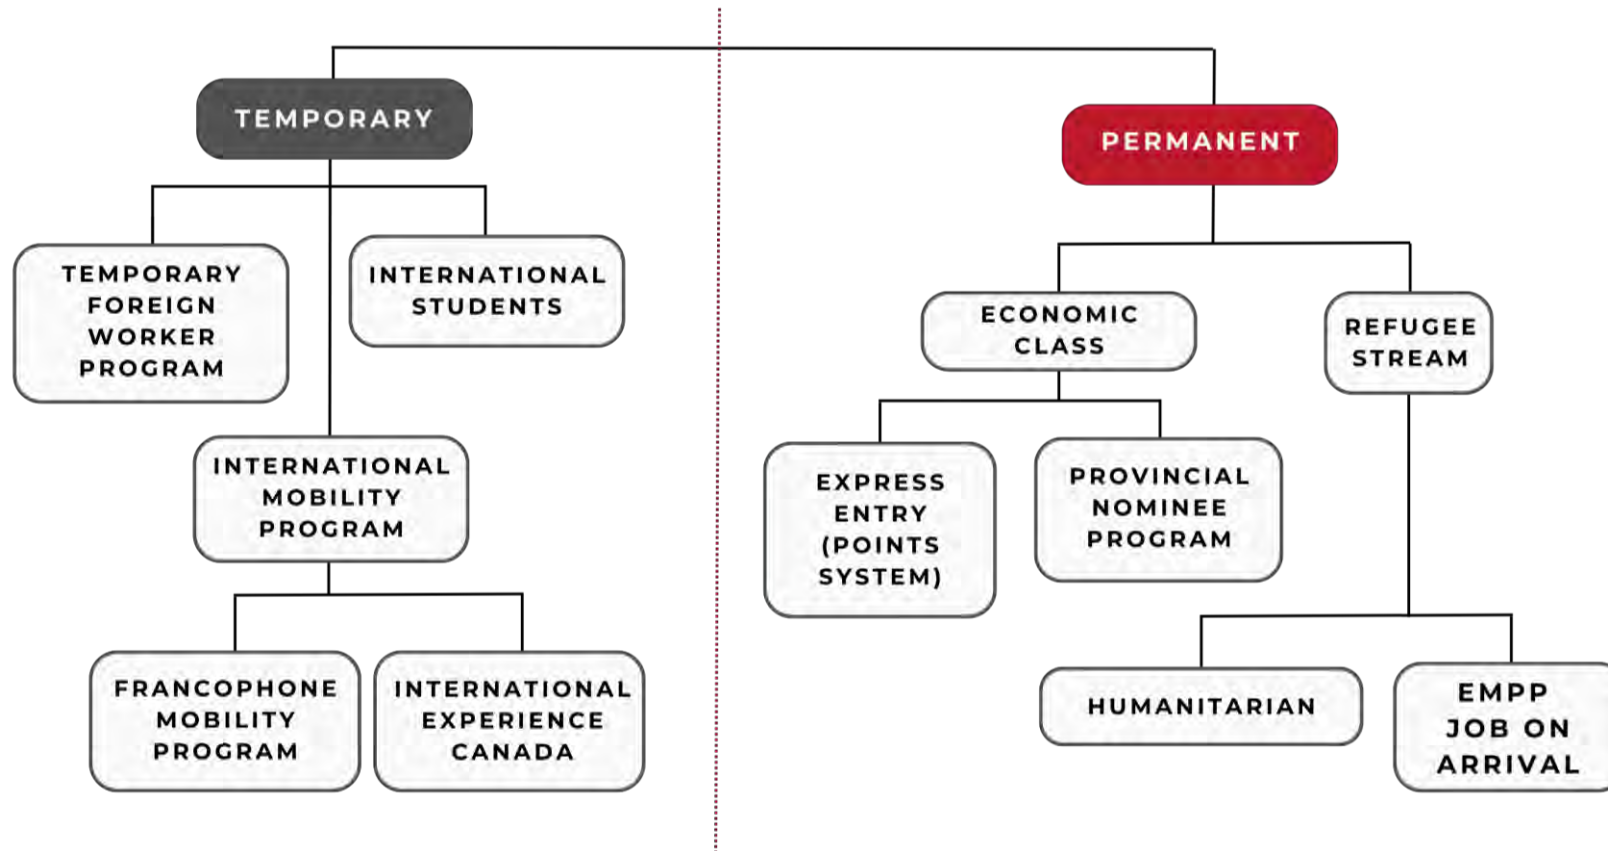 TEMPORARY
PERMANENT
TEMPORARY
FOREIGN
WORKER
PROGRAM
INTERNATIONAL
STUDENTS
ECONOMIC
CLASS
REFUGEE
STREAM
INTERNATIONAL
MOBILITY
PROGRAM
EXPRESS
ENTRY
(POINTS
SYSTEM)
PROVINCIAL
NOMINEE
PROGRAM
FRANCOPHONE
MOBILITY
PROGRAM
INTERNATIONAL
EXPERIENCE
CANADA
HUMANITARIAN
EMPP
JOB ON
ARRIVAL